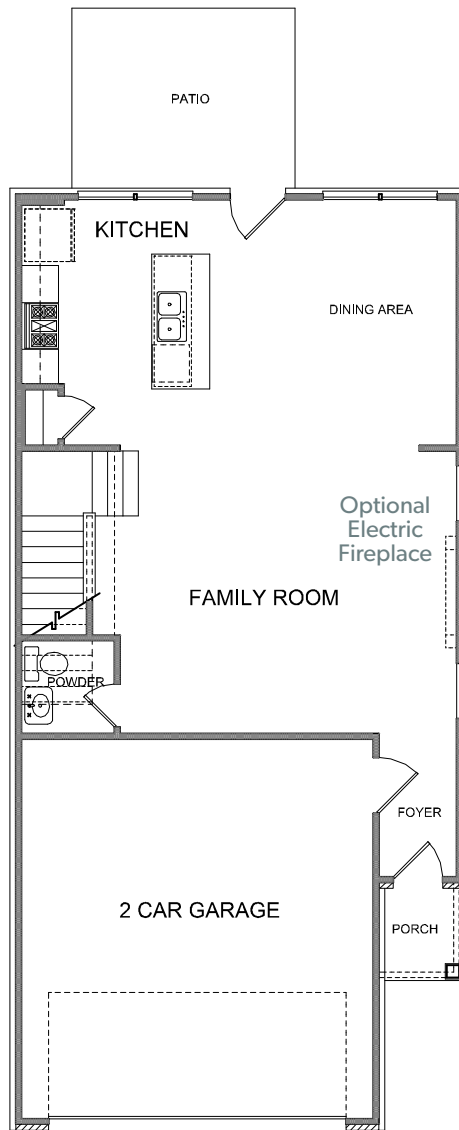 PATIO
KITCHEN
DINING AREA
Optional
Electric
Fireplace
FAMILY ROOM
POWDER
FOYER
2 CAR GARAGE
PORCH